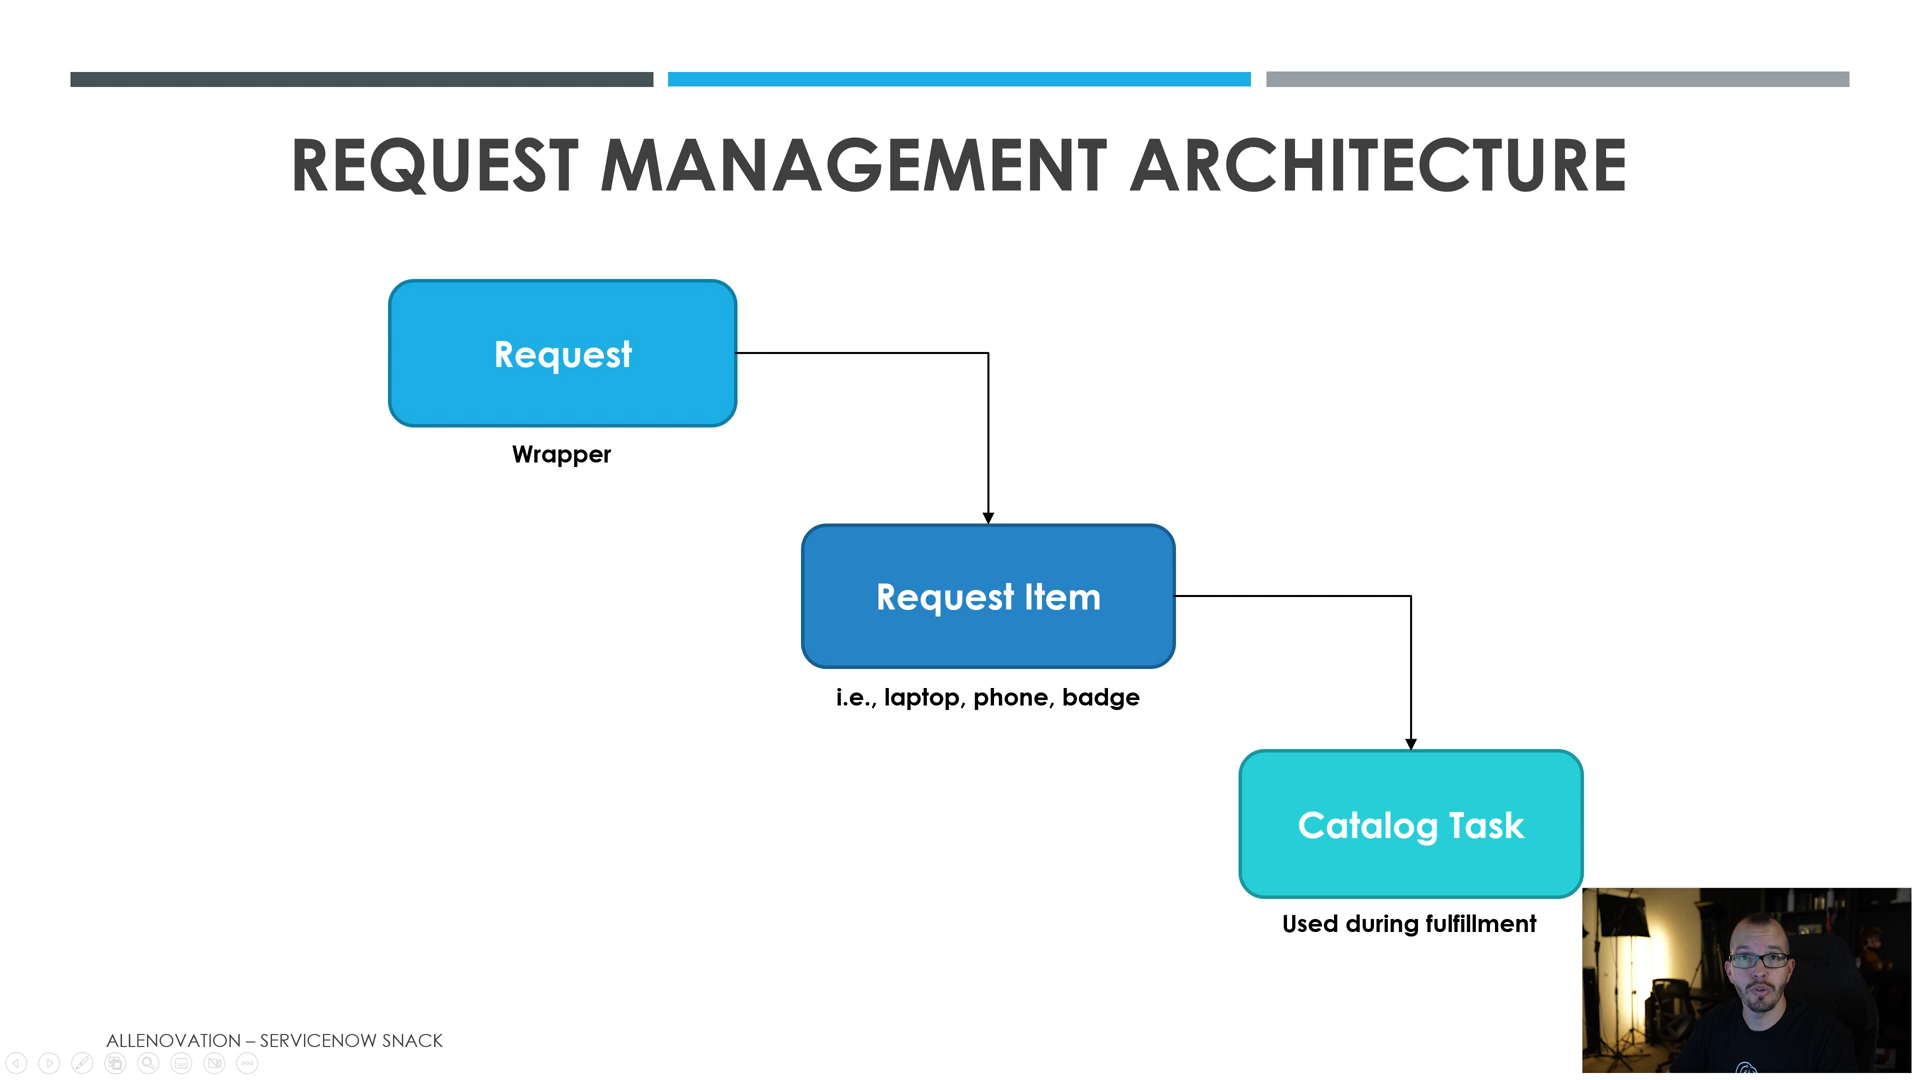 REQUEST MANAGEMENT ARCHITECTURE
Request
Wrapper
Request Item
i.e., laptop, phone, badge
Catalog Task
Used during fulfillment
ALLENOVATION – SERVICENOW SNACK